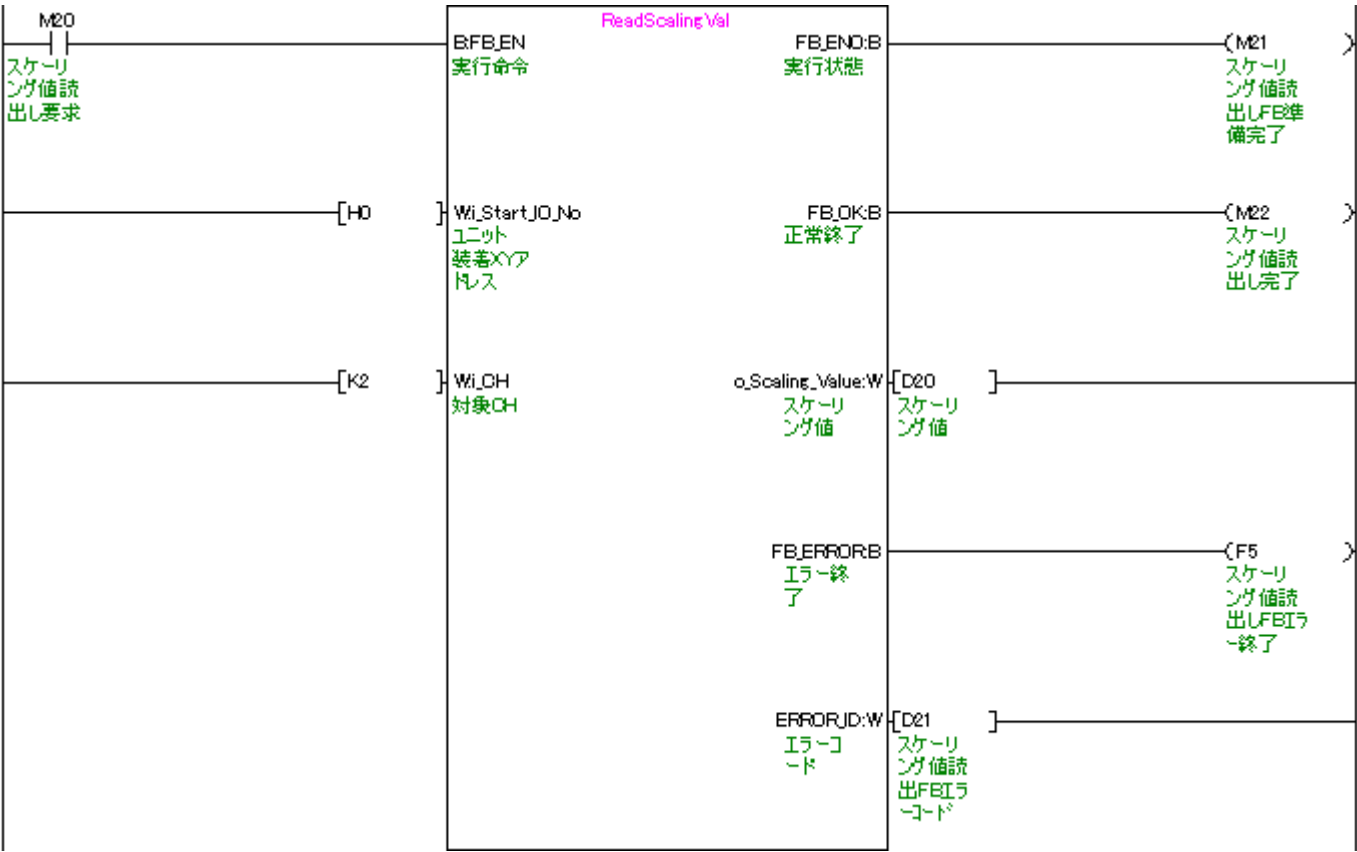 ReadScalingVal
M20
スケーリ
ング値読
出し要求
B:FB_EN
実行命令
FB_ENO:B
実行状態
M21
スケーリ
ング値読
出しFB準
備完了
[H0 ]
W:i_Start_IO_No
ユニット
装着XYア
ドレス
FB_OK:B
正常終了
M22
スケーリ
ング値読
出し完了
[K2 ]
W:i_CH
対象CH
o_Scaling_Value:W
スケーリ
ング値
[D20 ]
スケーリ
ング値
FB_ERROR:B
エラー終
了
F5
スケーリ
ング値読
出しFBエラ
ー終了
ERROR_ID:W
エラーコ
ード
[D21 ]
スケーリ
ング値読
出FBエラ
ーコード